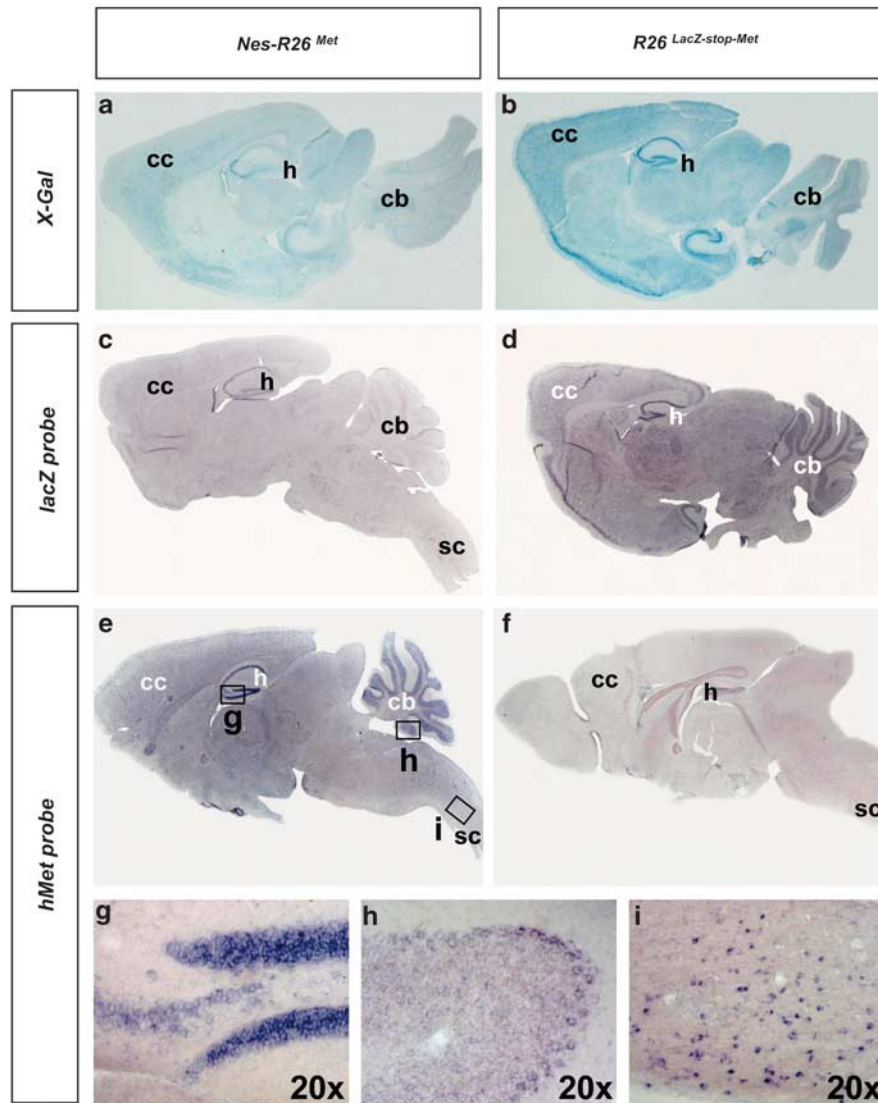 Nes-R26 Met
R26 LacZ-stop-Met
X-Gal
a
cc
h
cb
b
cc
h
cb
lacZ probe
c
cc
h
cb
sc
d
cc
h
cb
hMet probe
e
cc
h
g
cb
h
i
sc
f
cc
h
sc
g
20x
h
20x
i
20x